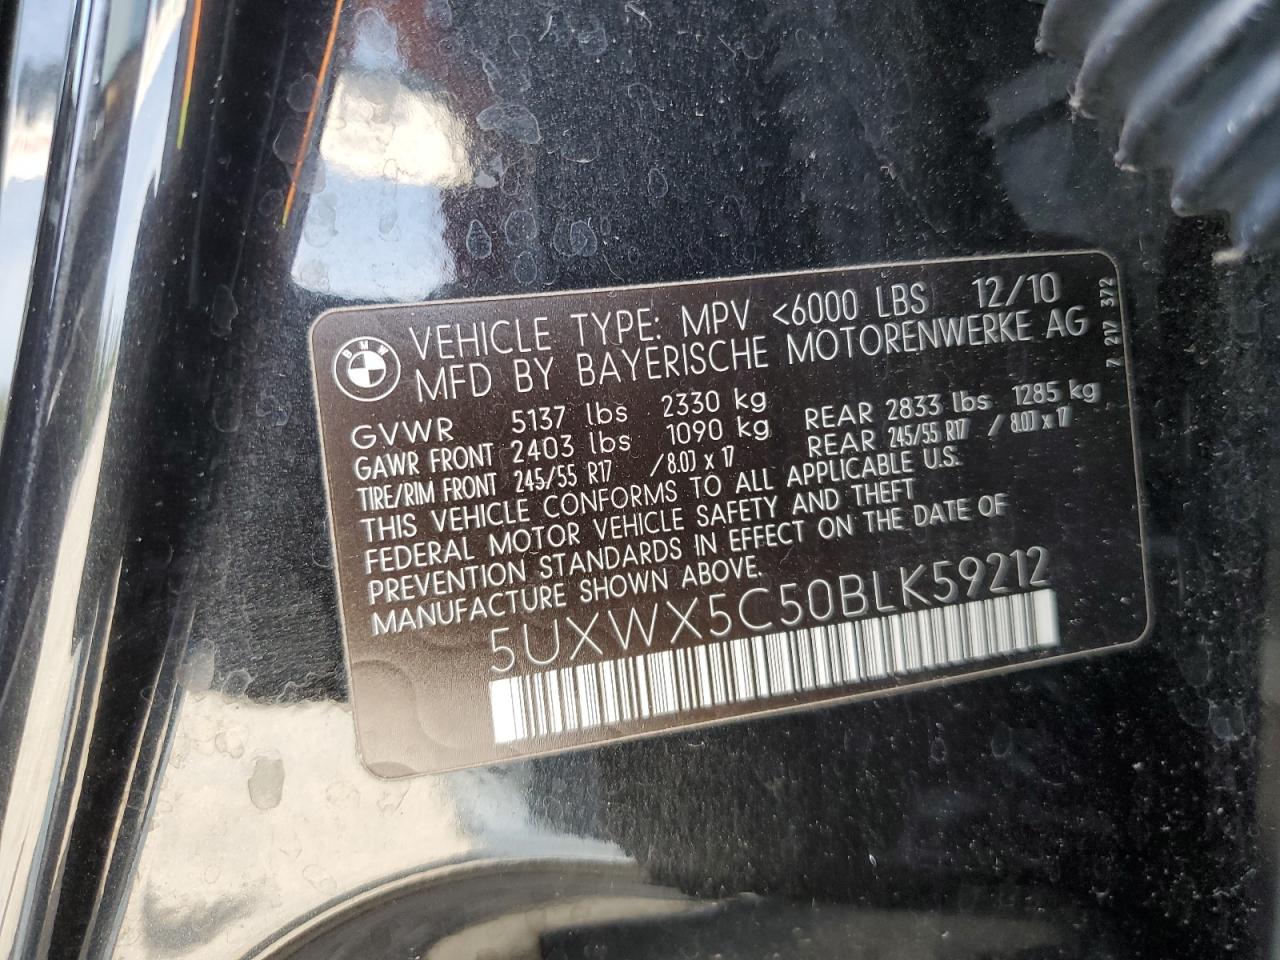 BMW
VEHICLE TYPE: MPV <6000 LBS 12/10
MFD BY BAYERISCHE MOTORENWERKE AG
7 217 372
GVWR 5137 lbs 2330 kg
GAWR FRONT 2403 lbs 1090 kg REAR 2833 lbs 1285 kg
TIRE/RIM FRONT 245/55 R17 /8.0J x 17 REAR 245/55 R17 /8.0J x 17
THIS VEHICLE CONFORMS TO ALL APPLICABLE U.S.
FEDERAL MOTOR VEHICLE SAFETY AND THEFT
PREVENTION STANDARDS IN EFFECT ON THE DATE OF
MANUFACTURE SHOWN ABOVE.
5UXWX5C50BLK59212